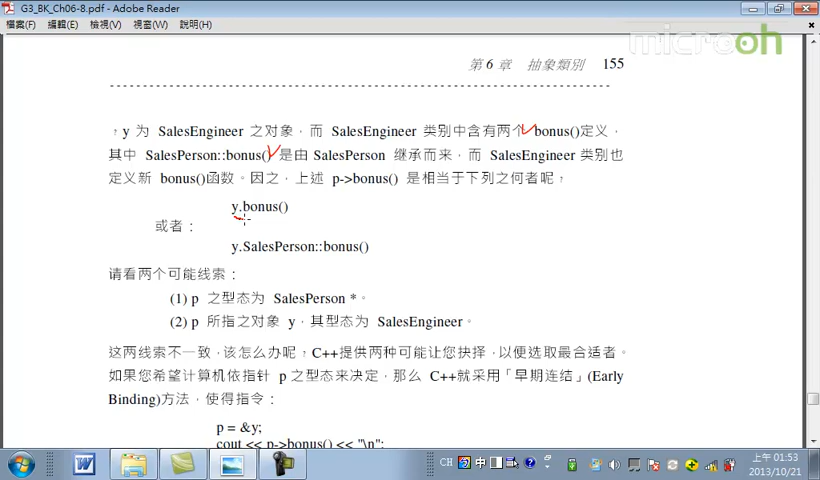 G3_BK_Ch06-8.pdf - Adobe Reader
檔案(F) 編輯(E) 檢視(V) 視窗(W) 說明(H)
microoh
第 6 章 抽象類別 155
，y 为 SalesEngineer 之对象，而 SalesEngineer 类别中含有两个 bonus()定义，
其中 SalesPerson::bonus() 是由 SalesPerson 继承而来，而 SalesEngineer 类别也
定义新 bonus()函数。因之，上述 p->bonus() 是相当于下列之何者呢，
y.bonus()
或者：
y.SalesPerson::bonus()
请看两个可能线索：
(1) p 之型态为 SalesPerson *。
(2) p 所指之对象 y，其型态为 SalesEngineer。
这两线索不一致，该怎么办呢，C++提供两种可能让您抉择，以便选取最合适者。
如果您希望计算机依指针 p 之型态来决定，那么 C++就采用「早期连结」(Early
Binding)方法，使得指令：
p = &y;
cout << p->bonus() << "\n";
CH 中
上午 01:53
2013/10/21